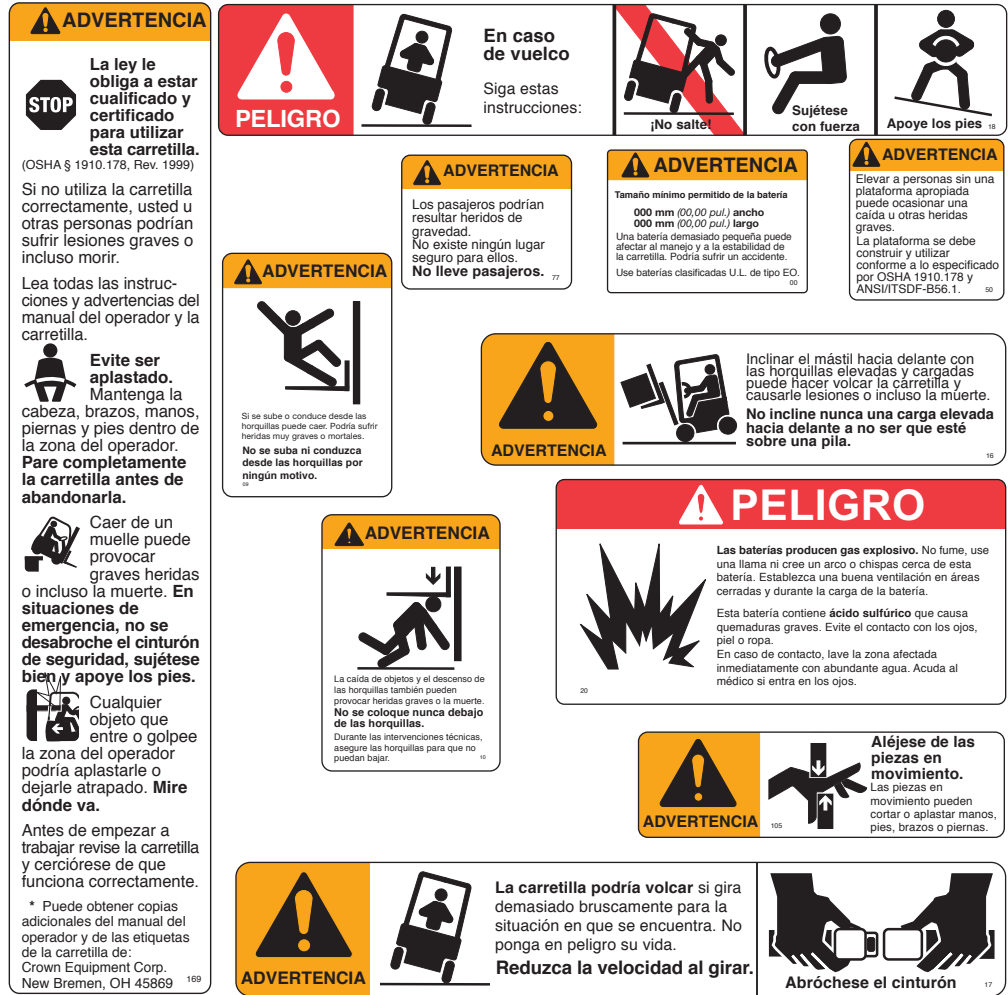 ADVERTENCIA
STOP
La ley le
obliga a estar
cualificado y
certificado
para utilizar
esta carretilla.
(OSHA § 1910.178, Rev. 1999)
Si no utiliza la carretilla
correctamente, usted u
otras personas podrían
sufrir lesiones graves o
incluso morir.
Lea todas las instruc-
ciones y advertencias del
manual del operador y la
carretilla.
Evite ser
aplastado.
Mantenga la
cabeza, brazos, manos,
piernas y pies dentro de
la zona del operador.
Pare completamente
la carretilla antes de
abandonarla.
Caer de un
muelle puede
provocar
graves heridas
o incluso la muerte. En
situaciones de
emergencia, no se
desabroche el cinturón
de seguridad, sujétese
bien y apoye los pies.
Cualquier
objeto que
entre o golpee
la zona del operador
podría aplastarle o
dejarle atrapado. Mire
dónde va.
Antes de empezar a
trabajar revise la carretilla
y cerciórese de que
funciona correctamente.
* Puede obtener copias
adicionales del manual del
operador y de las etiquetas
de la carretilla de:
Crown Equipment Corp.
New Bremen, OH 45869 169
PELIGRO
En caso
de vuelco
Siga estas
instrucciones:
¡No salte!
Sujétese
con fuerza
Apoye los pies 18
ADVERTENCIA
Los pasajeros podrían
resultar heridos de
gravedad.
No existe ningún lugar
seguro para ellos.
No lleve pasajeros. 77
ADVERTENCIA
Tamaño mínimo permitido de la batería
000 mm (00,00 pul.) ancho
000 mm (00,00 pul.) largo
Una batería demasiado pequeña puede
afectar al manejo y a la estabilidad de
la carretilla. Podría sufrir un accidente.
Use baterías clasificadas U.L. de tipo EO.
00
ADVERTENCIA
Elevar a personas sin una
plataforma apropiada
puede ocasionar una
caída u otras heridas
graves.
La plataforma se debe
construir y utilizar
conforme a lo especificado
por OSHA 1910.178 y
ANSI/ITSDF-B56.1. 50
ADVERTENCIA
Si se sube o conduce desde las
horquillas puede caer. Podría sufrir
heridas muy graves o mortales.
No se suba ni conduzca
desde las horquillas por
ningún motivo.
09
ADVERTENCIA
Inclinar el mástil hacia delante con
las horquillas elevadas y cargadas
puede hacer volcar la carretilla y
causarle lesiones o incluso la muerte.
No incline nunca una carga elevada
hacia delante a no ser que esté
sobre una pila.
16
PELIGRO
Las baterías producen gas explosivo. No fume, use
una llama ni cree un arco o chispas cerca de esta
batería. Establezca una buena ventilación en áreas
cerradas y durante la carga de la batería.
Esta batería contiene ácido sulfúrico que causa
quemaduras graves. Evite el contacto con los ojos,
piel o ropa.
En caso de contacto, lave la zona afectada
inmediatamente con abundante agua. Acuda al
médico si entra en los ojos.
20
ADVERTENCIA
La caída de objetos y el descenso de
las horquillas también pueden
provocar heridas graves o la muerte.
No se coloque nunca debajo
de las horquillas.
Durante las intervenciones técnicas,
asegure las horquillas para que no
puedan bajar. 10
ADVERTENCIA
105
Aléjese de las
piezas en
movimiento.
Las piezas en
movimiento pueden
cortar o aplastar manos,
pies, brazos o piernas.
ADVERTENCIA
La carretilla podría volcar si gira
demasiado bruscamente para la
situación en que se encuentra. No
ponga en peligro su vida.
Reduzca la velocidad al girar.
Abróchese el cinturón 17